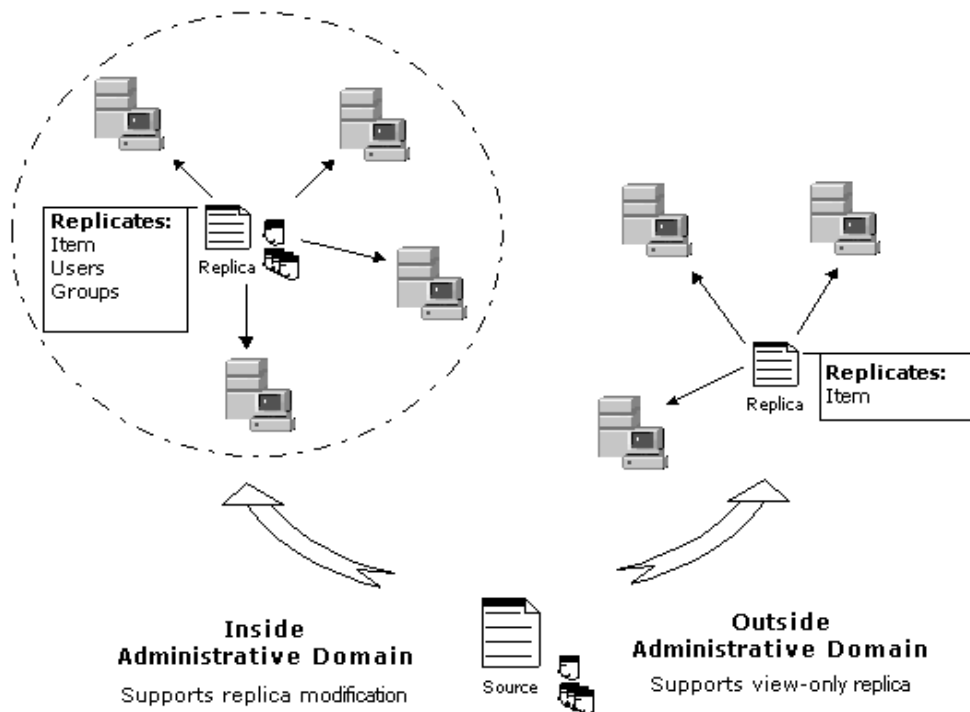 Replicates:
Item
Users
Groups
Replica
Replicates:
Item
Replica
Inside
Administrative Domain
Supports replica modification
Source
Outside
Administrative Domain
Supports view-only replica